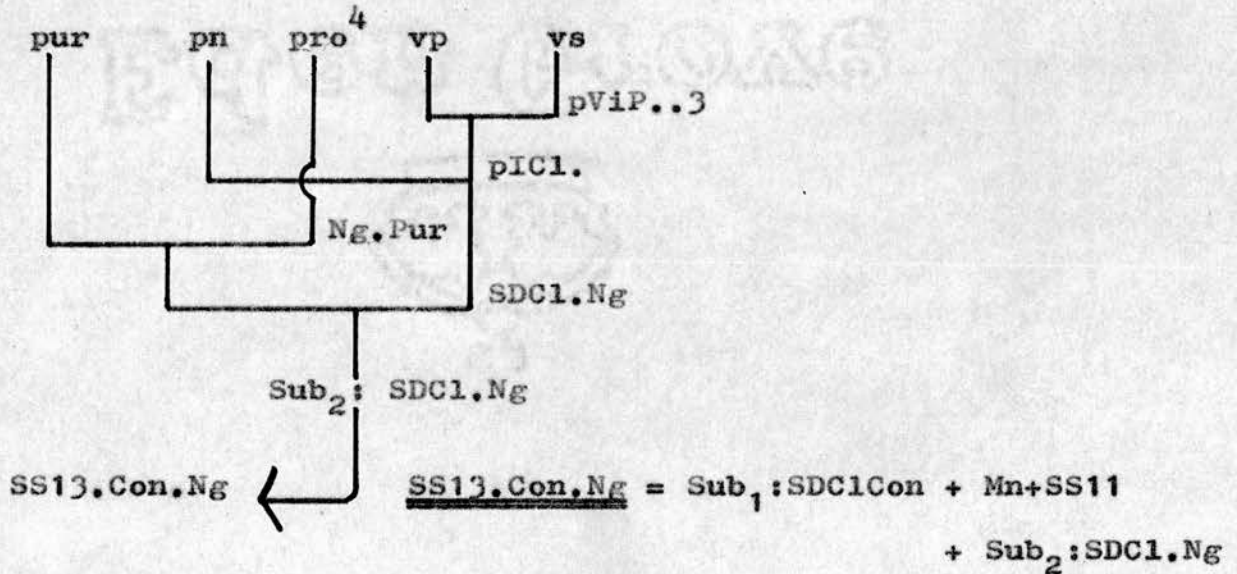 pur pn pro⁴ vp vs
pViP..3
pICl.
Ng.Pur
SDCl.Ng
Sub₂: SDCl.Ng
SS13.Con.Ng SS13.Con.Ng = Sub₁:SDClCon + Mn+SS11
+ Sub₂:SDCl.Ng